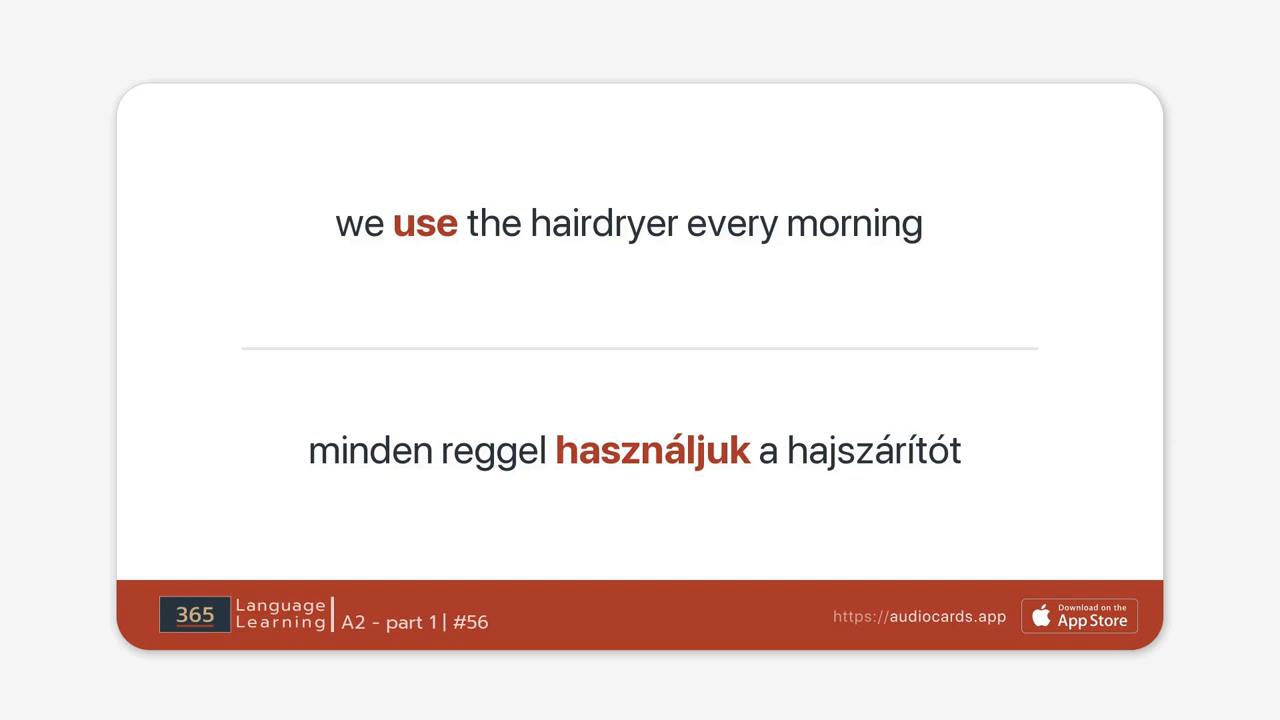 we use the hairdryer every morning
minden reggel használjuk a hajszárítót
365
Language
Learning
A2 - part 1 | #56
https://audiocards.app
Download on the
App Store